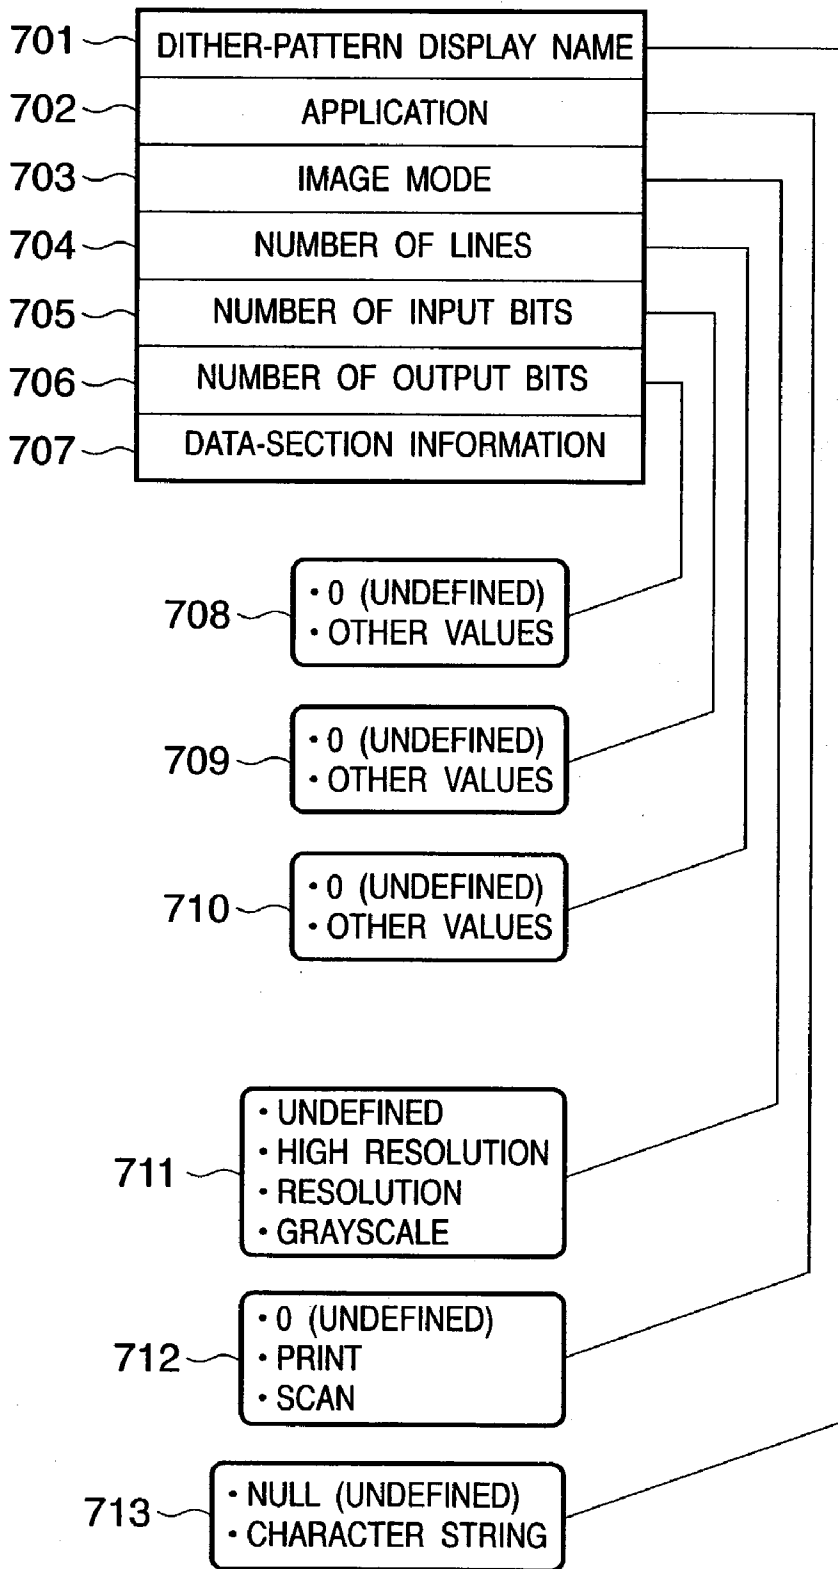 701 DITHER-PATTERN DISPLAY NAME
702 APPLICATION
703 IMAGE MODE
704 NUMBER OF LINES
705 NUMBER OF INPUT BITS
706 NUMBER OF OUTPUT BITS
707 DATA-SECTION INFORMATION
708
· 0 (UNDEFINED)
· OTHER VALUES
709
· 0 (UNDEFINED)
· OTHER VALUES
710
· 0 (UNDEFINED)
· OTHER VALUES
711
· UNDEFINED
· HIGH RESOLUTION
· RESOLUTION
· GRAYSCALE
712
· 0 (UNDEFINED)
· PRINT
· SCAN
713
· NULL (UNDEFINED)
· CHARACTER STRING